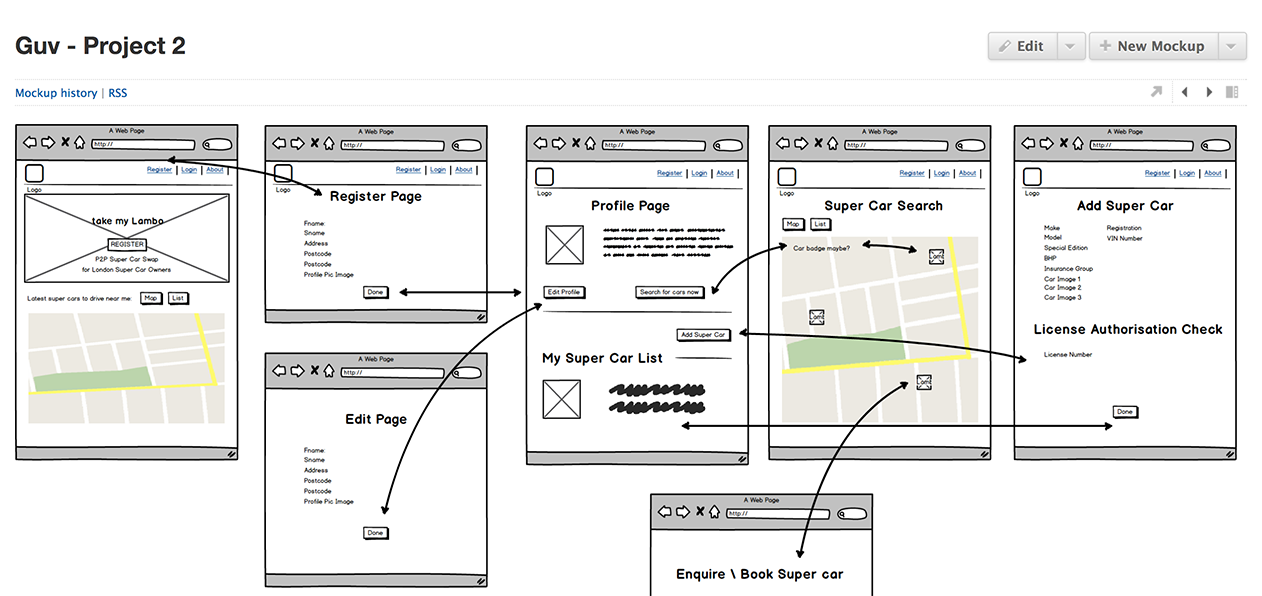 Guv - Project 2
Edit
New Mockup
Mockup history | RSS
A Web Page
http://
Register | Login | About |
Logo
take my Lambo
REGISTER
P2P Super Car Swap
for London Super Car Owners
Latest super cars to drive near me:
Map
List
A Web Page
http://
Register | Login | About |
Logo
Register Page
Fname:
Sname
Address
Postcode
Postcode
Profile Pic Image
Done
A Web Page
http://
Edit Page
Fname:
Sname
Address
Postcode
Postcode
Profile Pic Image
Done
A Web Page
http://
Register | Login | About |
Logo
Profile Page
Edit Profile
Search for cars now
Add Super Car
My Super Car List
A Web Page
http://
Register | Login | About |
Logo
Super Car Search
Map
List
Car badge maybe?
Lamt
Lamt
Lamt
A Web Page
http://
Register | Login | About |
Logo
Add Super Car
Make
Model
Special Edition
BHP
Insurance Group
Car Image 1
Car Image 2
Car Image 3
Registration
VIN Number
License Authorisation Check
License Number
Done
A Web Page
http://
Enquire \ Book Super car